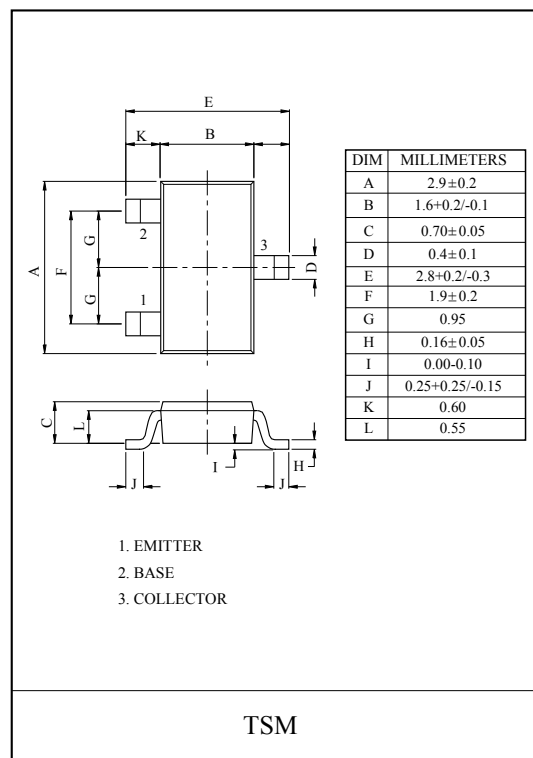 E
K B
A
F
G
G
2
1
3
D
C
L
I
H
J
J
DIM MILLIMETERS
A 2.9±0.2
B 1.6+0.2/-0.1
C 0.70±0.05
D 0.4±0.1
E 2.8+0.2/-0.3
F 1.9±0.2
G 0.95
H 0.16±0.05
I 0.00-0.10
J 0.25+0.25/-0.15
K 0.60
L 0.55
1. EMITTER
2. BASE
3. COLLECTOR
TSM